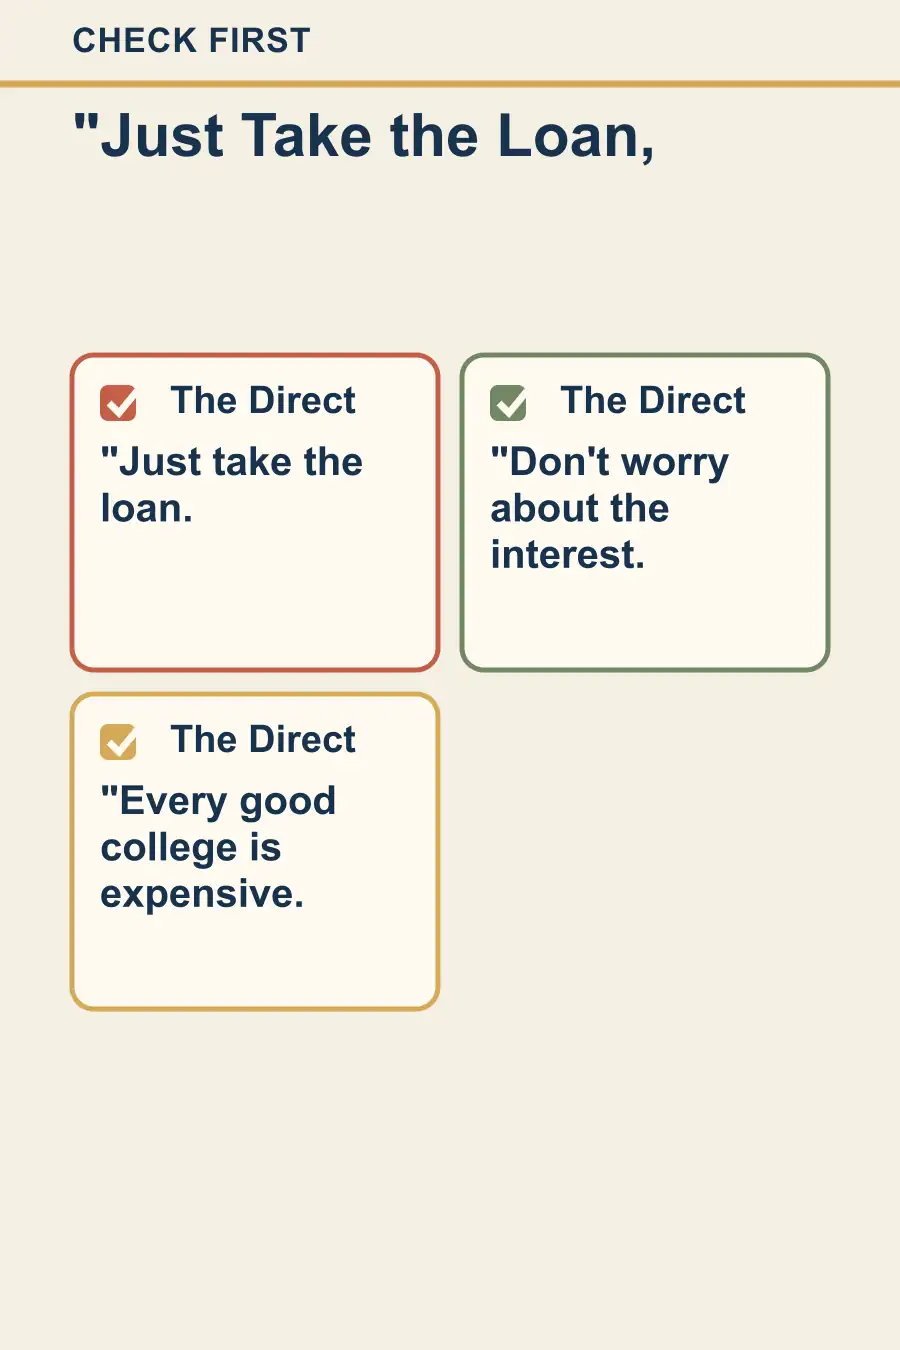 CHECK FIRST
"Just Take the Loan,
The Direct
"Just take the
loan.
The Direct
"Don't worry
about the
interest.
The Direct
"Every good
college is
expensive.